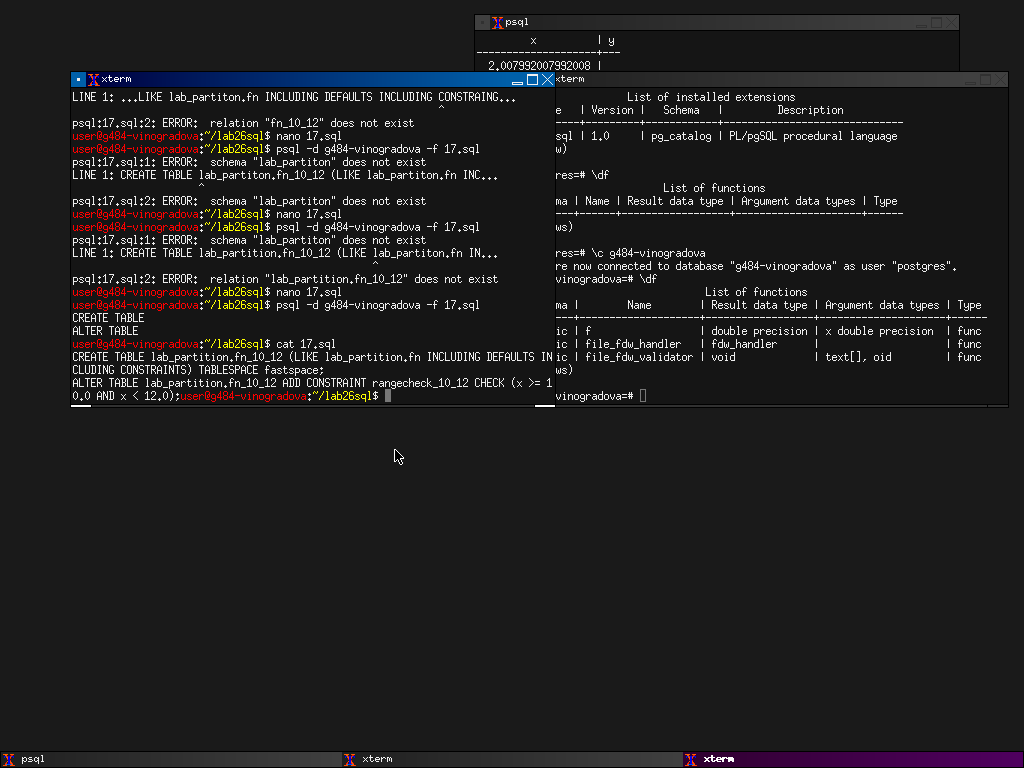 psql
x | y
--------------------+---
2.007992007992008 |
xterm
LINE 1: ...LIKE lab_partiton.fn INCLUDING DEFAULTS INCLUDING CONSTRAING...
^
psql:17.sql:2: ERROR:  relation "fn_10_12" does not exist
user@g484-vinogradova:~/lab26sql$ nano 17.sql
user@g484-vinogradova:~/lab26sql$ psql -d g484-vinogradova -f 17.sql
psql:17.sql:1: ERROR:  schema "lab_partiton" does not exist
LINE 1: CREATE TABLE lab_partiton.fn_10_12 (LIKE lab_partiton.fn INC...
^
psql:17.sql:2: ERROR:  schema "lab_partiton" does not exist
user@g484-vinogradova:~/lab26sql$ nano 17.sql
user@g484-vinogradova:~/lab26sql$ psql -d g484-vinogradova -f 17.sql
psql:17.sql:1: ERROR:  schema "lab_partiton" does not exist
LINE 1: CREATE TABLE lab_partition.fn_10_12 (LIKE lab_partiton.fn IN...
^
psql:17.sql:2: ERROR:  relation "lab_partition.fn_10_12" does not exist
user@g484-vinogradova:~/lab26sql$ nano 17.sql
user@g484-vinogradova:~/lab26sql$ psql -d g484-vinogradova -f 17.sql
CREATE TABLE
ALTER TABLE
user@g484-vinogradova:~/lab26sql$ cat 17.sql
CREATE TABLE lab_partition.fn_10_12 (LIKE lab_partition.fn INCLUDING DEFAULTS IN
CLUDING CONSTRAINTS) TABLESPACE fastspace;
ALTER TABLE lab_partition.fn_10_12 ADD CONSTRAINT rangecheck_10_12 CHECK (x >= 1
0.0 AND x < 12.0);user@g484-vinogradova:~/lab26sql$
xterm
List of installed extensions
e | Version | Schema | Description
---+---------+------------+------------------------------
sql | 1.0 | pg_catalog | PL/pgSQL procedural language
w)
res=# \df
List of functions
ma | Name | Result data type | Argument data types | Type
---+------+------------------+---------------------+------
ws)
res=# \c g484-vinogradova
re now connected to database "g484-vinogradova" as user "postgres".
vinogradova=# \df
List of functions
ma | Name | Result data type | Argument data types | Type
---+--------------------+------------------+---------------------+------
ic | f | double precision | x double precision | func
ic | file_fdw_handler | fdw_handler | | func
ic | file_fdw_validator | void | text[], oid | func
ws)
vinogradova=#
psql
xterm
xterm